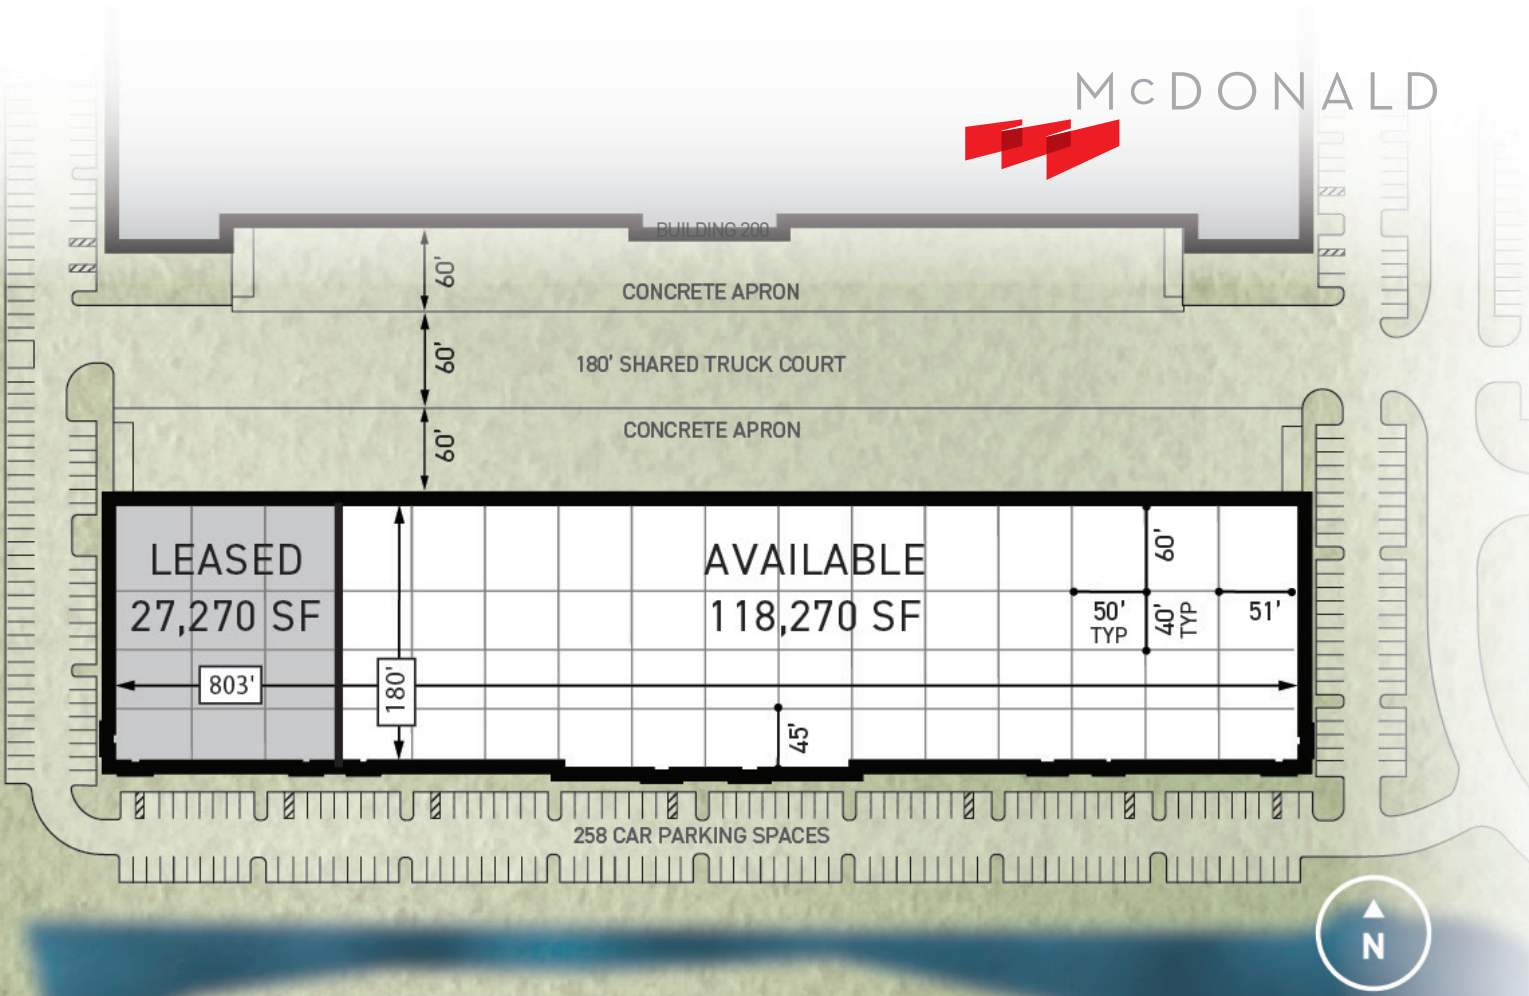 McDONALD
BUILDING 200
60'
CONCRETE APRON
60'
180' SHARED TRUCK COURT
60'
CONCRETE APRON
LEASED
27,270 SF
AVAILABLE
118,270 SF
60'
50'
TYP
40'
TYP
51'
803'
180'
45'
258 CAR PARKING SPACES
N